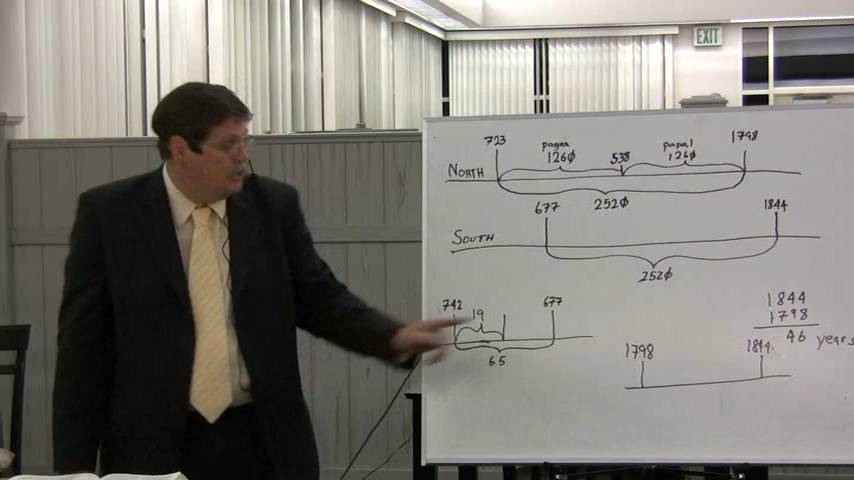 EXIT
723 pagan 1260 538 papal 1260 1798
NORTH
2520
677 1844
SOUTH
2520
742 19 677
65
1844
1798
46 years
1798 1844